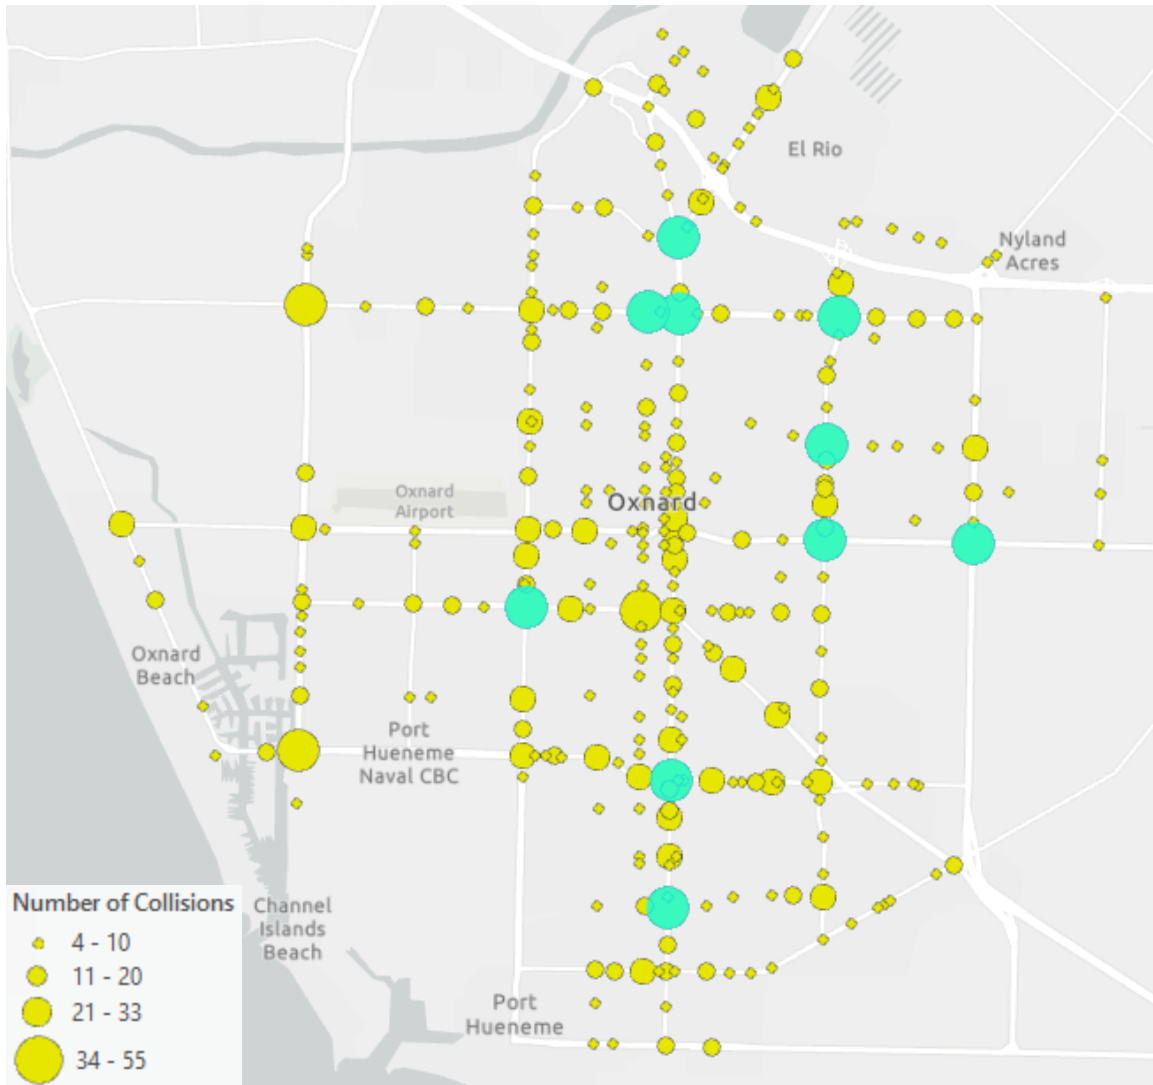 El Rio
Nyland
Acres
Oxnard
Airport
Oxnard
Oxnard
Beach
Port
Hueneme
Naval CBC
Number of Collisions
4 - 10
11 - 20
21 - 33
34 - 55
Channel
Islands
Beach
Port
Hueneme